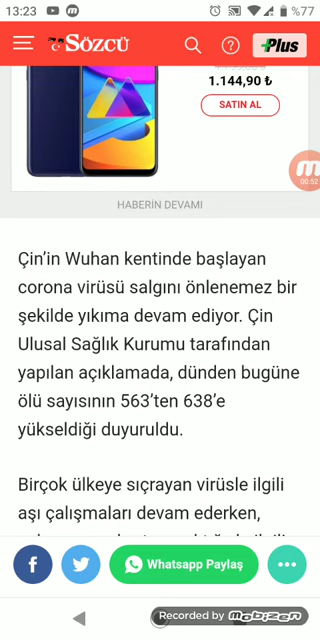 13:23
%77
SÖZCÜ
Plus
1.144,90 ₺
SATIN AL
00:52
HABERİN DEVAMI
Çin'in Wuhan kentinde başlayan
corona virüsü salgını önlenemez bir
şekilde yıkıma devam ediyor. Çin
Ulusal Sağlık Kurumu tarafından
yapılan açıklamada, dünden bugüne
ölü sayısının 563'ten 638'e
yükseldiği duyuruldu.
Birçok ülkeye sıçrayan virüsle ilgili
aşı çalışmaları devam ederken,
Whatsapp Paylaş
Recorded by mobizen